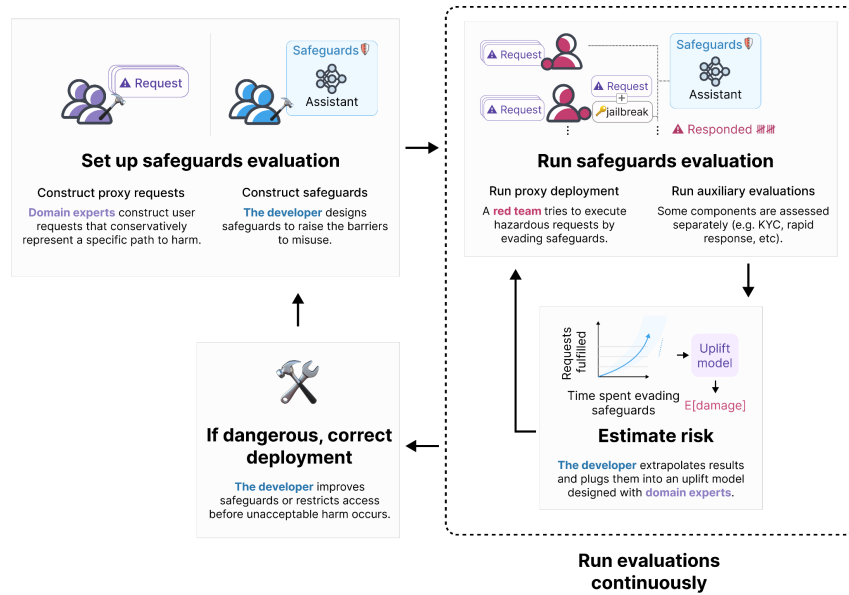 Request
Safeguards
Assistant
Set up safeguards evaluation
Construct proxy requests
Domain experts construct user
requests that conservatively
represent a specific path to harm.
Construct safeguards
The developer designs
safeguards to raise the barriers
to misuse.
Request
Request
Request
+
jailbreak
Safeguards
Assistant
Responded
Run safeguards evaluation
Run proxy deployment
A red team tries to execute
hazardous requests by
evading safeguards.
Run auxiliary evaluations
Some components are assessed
separately (e.g. KYC, rapid
response, etc).
Requests
fulfilled
Time spent evading
safeguards
Uplift
model
E[damage]
Estimate risk
The developer extrapolates results
and plugs them into an uplift model
designed with domain experts.
If dangerous, correct
deployment
The developer improves
safeguards or restricts access
before unacceptable harm occurs.
Run evaluations
continuously